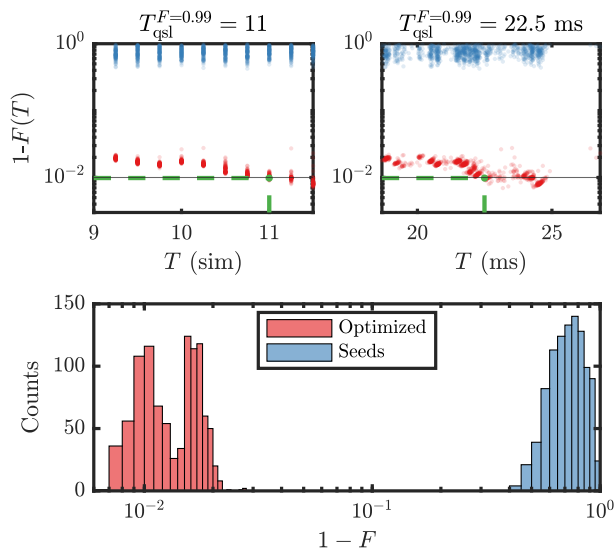 T_qsl^{F=0.99} = 11
T_qsl^{F=0.99} = 22.5 ms
1-F(T)
10^0
10^{-2}
9
10
11
T (sim)
10^0
10^{-2}
20
25
T (ms)
Counts
150
100
50
0
Optimized
Seeds
10^{-2}
10^{-1}
10^0
1 − F